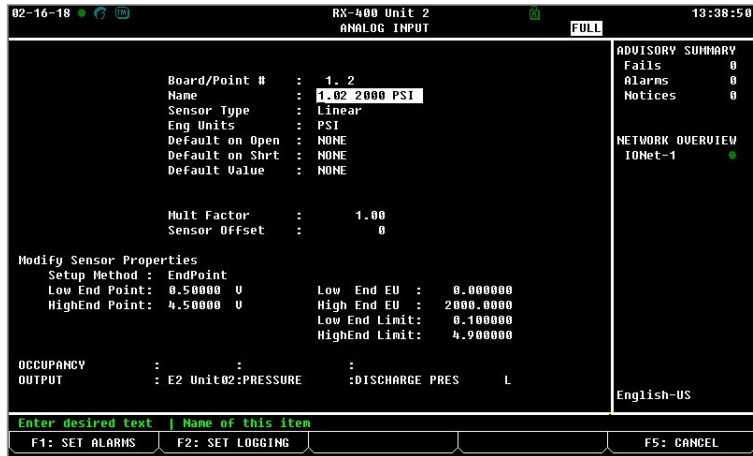 02-16-18 TM RX-400 Unit 2 13:38:50
ANALOG INPUT FULL
ADVISORY SUMMARY
Fails 0
Alarms 0
Notices 0
NETWORK OVERVIEW
IONet-1
Board/Point # : 1. 2
Name : 1.02 2000 PSI
Sensor Type : Linear
Eng Units : PSI
Default on Open : NONE
Default on Shrt : NONE
Default Value : NONE
Mult Factor : 1.00
Sensor Offset : 0
Modify Sensor Properties
Setup Method : EndPoint
Low End Point: 0.50000 V Low End EU : 0.000000
HighEnd Point: 4.50000 V High End EU : 2000.0000
Low End Limit: 0.100000
HighEnd Limit: 4.900000
OCCUPANCY : : :
OUTPUT : E2 Unit02:PRESSURE :DISCHARGE PRES L
English-US
Enter desired text | Name of this item
F1: SET ALARMS F2: SET LOGGING F5: CANCEL